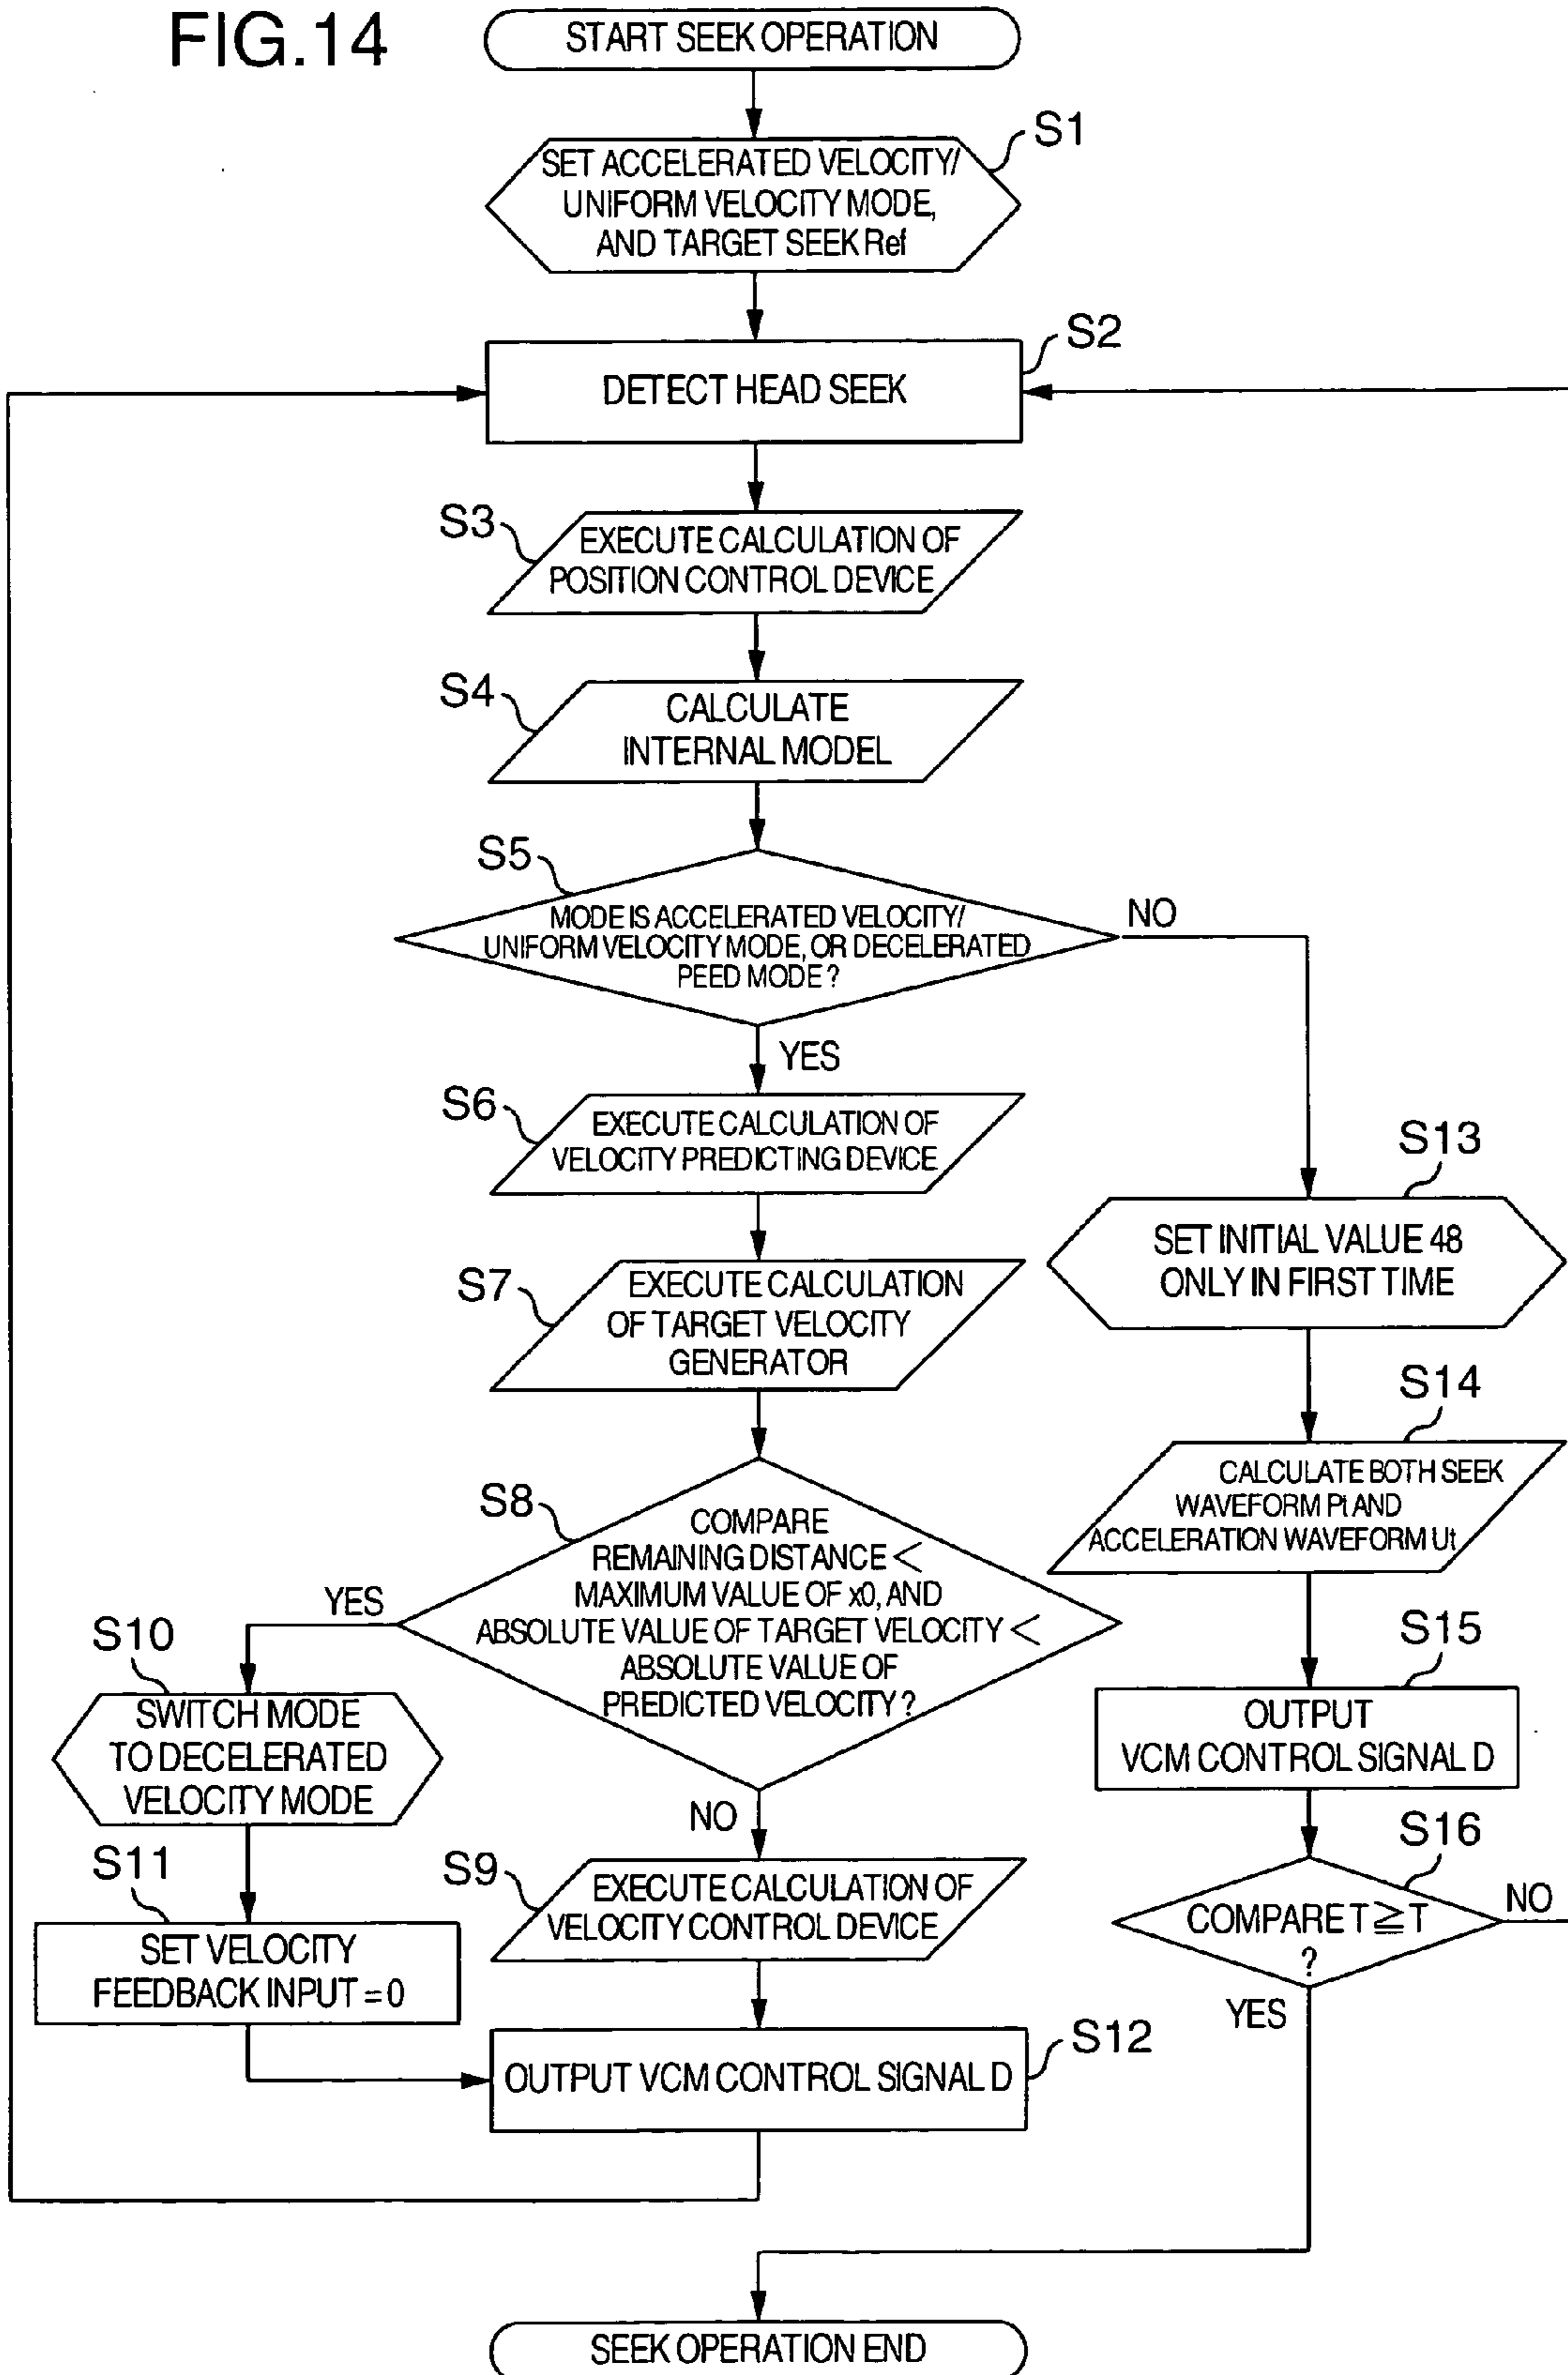 FIG.14
START SEEK OPERATION
S1
SET ACCELERATED VELOCITY/
UNIFORM VELOCITY MODE,
AND TARGET SEEK Ref
S2
DETECT HEAD SEEK
S3
EXECUTE CALCULATION OF
POSITION CONTROL DEVICE
S4
CALCULATE
INTERNAL MODEL
S5
MODE IS ACCELERATED VELOCITY/
UNIFORM VELOCITY MODE, OR DECELERATED
PEED MODE ?
NO
YES
S6
EXECUTE CALCULATION OF
VELOCITY PREDICTING DEVICE
S7
EXECUTE CALCULATION
OF TARGET VELOCITY
GENERATOR
S8
COMPARE
REMAINING DISTANCE <
MAXIMUM VALUE OF x0, AND
ABSOLUTE VALUE OF TARGET VELOCITY <
ABSOLUTE VALUE OF
PREDICTED VELOCITY ?
YES
NO
S10
SWITCH MODE
TO DECELERATED
VELOCITY MODE
S11
SET VELOCITY
FEEDBACK INPUT = 0
S9
EXECUTE CALCULATION OF
VELOCITY CONTROL DEVICE
S12
OUTPUT VCM CONTROL SIGNAL D
S13
SET INITIAL VALUE 48
ONLY IN FIRST TIME
S14
CALCULATE BOTH SEEK
WAVEFORM Pt AND
ACCELERATION WAVEFORM Ut
S15
OUTPUT
VCM CONTROL SIGNAL D
S16
COMPARE T ≧ T
?
NO
YES
SEEK OPERATION END